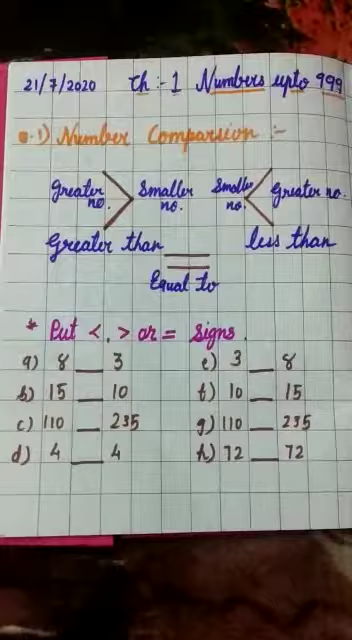 21/7/2020 Ch :- 1 Numbers upto 999
Q.1) Number Comparsion :-
Greater no. > Smaller no. Smaller no. < Greater no.
Greater than = less than
Equal to
* Put <, > or = Signs.
a) 8 __ 3 e) 3 __ 8
b) 15 __ 10 f) 10 __ 15
c) 110 __ 235 g) 110 __ 235
d) 4 __ 4 h) 72 __ 72